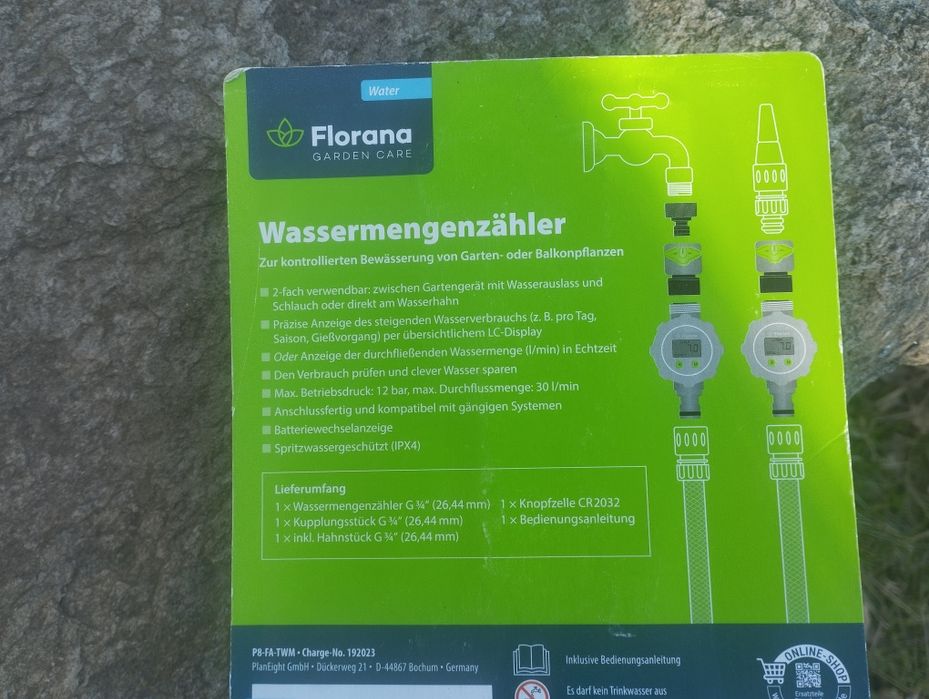 Water
Florana
GARDEN CARE
Wassermengenzähler
Zur kontrollierten Bewässerung von Garten- oder Balkonpflanzen
2-fach verwendbar: zwischen Gartengerät mit Wasserauslass und
Schlauch oder direkt am Wasserhahn
Präzise Anzeige des steigenden Wasserverbrauchs (z. B. pro Tag,
Saison, Gießvorgang) per übersichtlichem LC-Display
Oder Anzeige der durchfließenden Wassermenge (l/min) in Echtzeit
Den Verbrauch prüfen und clever Wasser sparen
Max. Betriebsdruck: 12 bar, max. Durchflussmenge: 30 l/min
Anschlussfertig und kompatibel mit gängigen Systemen
Batteriewechselanzeige
Spritzwassergeschützt (IPX4)
Lieferumfang
1 × Wassermengenzähler G ¾“ (26,44 mm)
1 × Kupplungsstück G ¾“ (26,44 mm)
1 × inkl. Hahnstück G ¾“ (26,44 mm)
1 × Knopfzelle CR2032
1 × Bedienungsanleitung
P8-FA-TWM • Charge-No. 192023
PlanEight GmbH • Dückerweg 21 • D-44867 Bochum • Germany
Inklusive Bedienungsanleitung
Es darf kein Trinkwasser aus
ONLINE-SHOP
Ersatzteile